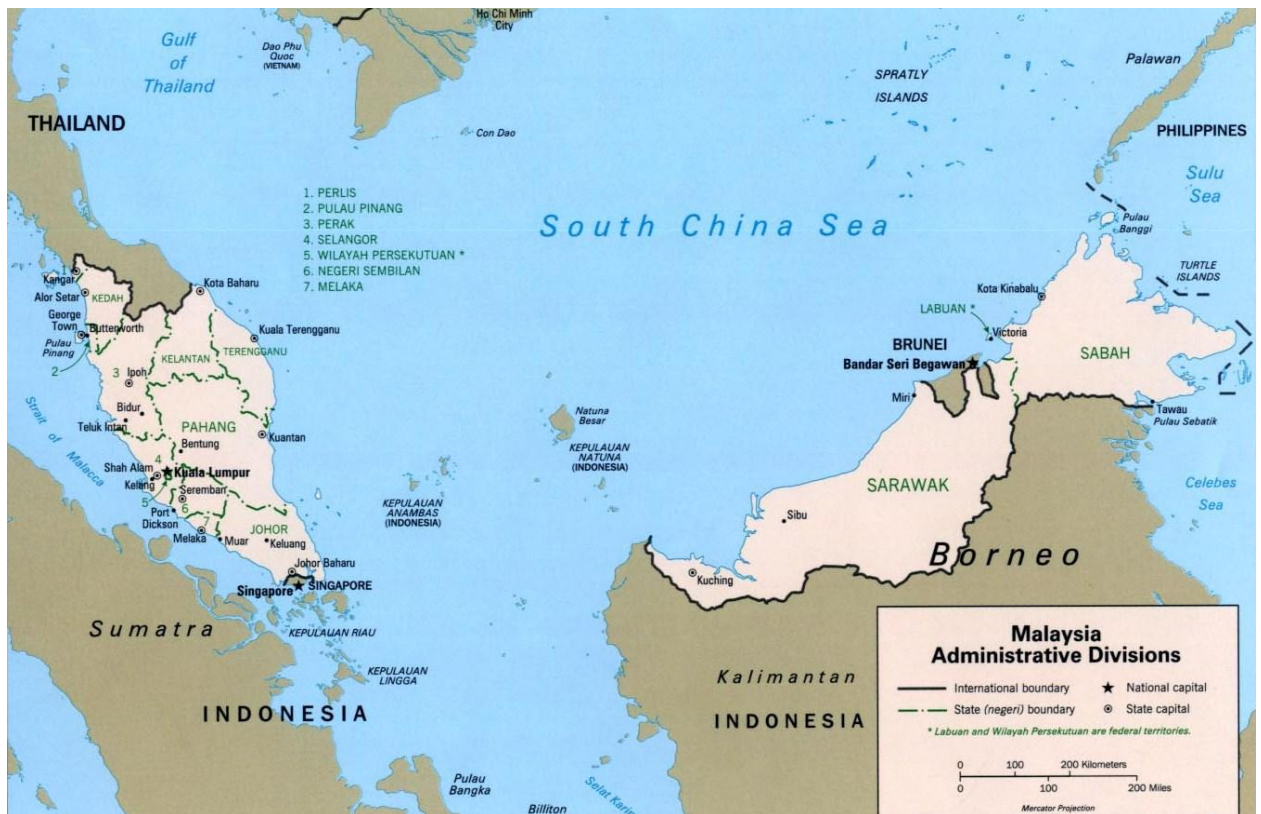 Ho Chi Minh
City
Gulf
of
Thailand
Dao Phu
Quoc
(VIETNAM)
Palawan
SPRATLY
ISLANDS
THAILAND
Con Dao
PHILIPPINES
Sulu
Sea
1. PERLIS
2. PULAU PINANG
3. PERAK
4. SELANGOR
5. WILAYAH PERSEKUTUAN *
6. NEGERI SEMBILAN
7. MELAKA
South China Sea
Pulau
Banggi
TURTLE
ISLANDS
1
Kangar
Alor Setar
KEDAH
Kota Baharu
George
Town
Butterworth
Pulau
Pinang
2
Kuala Terengganu
KELANTAN
TERENGGANU
Kota Kinabalu
LABUAN *
Victoria
BRUNEI
Bandar Seri Begawan
SABAH
3
Ipoh
Bidur
Teluk Intan
PAHANG
Bentung
Kuantan
Miri
Tawau
Pulau Sebatik
Natuna
Besar
KEPULAUAN
NATUNA
(INDONESIA)
Strait of Malacca
Shah Alam
4
Kuala Lumpur
Kelang
5
Seremban
6
Port
Dickson
7
Melaka
Muar
JOHOR
Keluang
KEPULAUAN
ANAMBAS
(INDONESIA)
SARAWAK
Sibu
Celebes
Sea
Borneo
Johor Baharu
Singapore
SINGAPORE
Kuching
Sumatra
KEPULAUAN RIAU
KEPULAUAN
LINGGA
INDONESIA
Kalimantan
INDONESIA
Pulau
Bangka
Billiton
Selat Karim
Malaysia
Administrative Divisions
International boundary
National capital
State (negeri) boundary
State capital
* Labuan and Wilayah Persekutuan are federal territories.
0 100 200 Kilometers
0 100 200 Miles
Mercator Projection